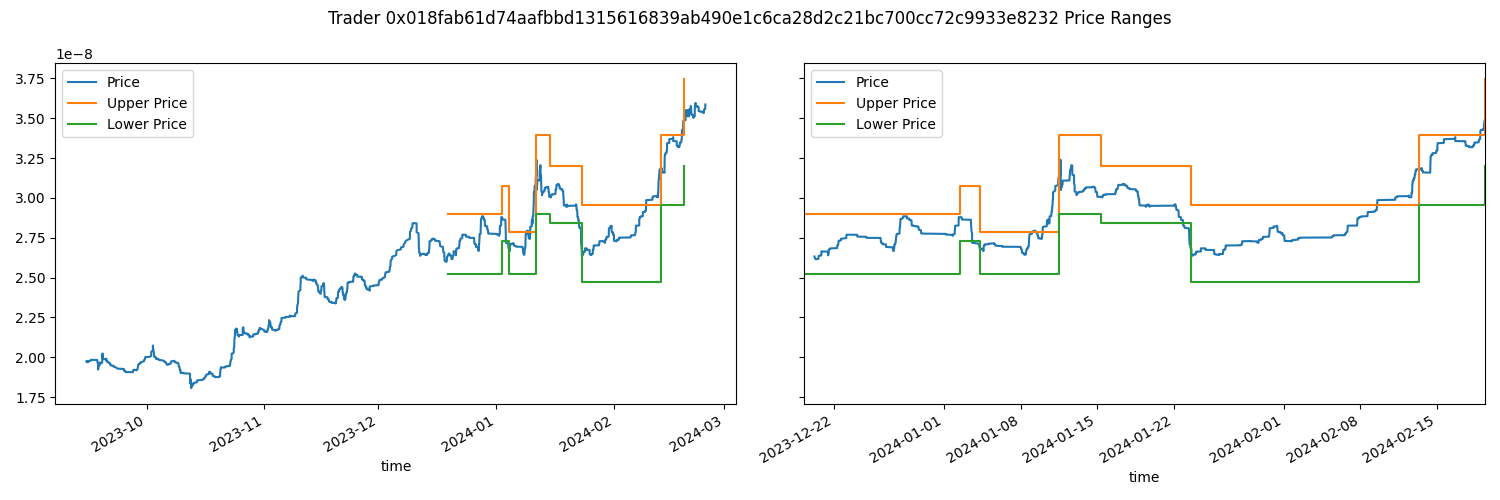 Trader 0x018fab61d74aafbbd1315616839ab490e1c6ca28d2c21bc700cc72c9933e8232 Price Ranges
1e−8
3.75
3.50
3.25
3.00
2.75
2.50
2.25
2.00
1.75
Price
Upper Price
Lower Price
2023-10
2023-11
2023-12
2024-01
2024-02
2024-03
time
Price
Upper Price
Lower Price
2023-12-22
2024-01-01
2024-01-08
2024-01-15
2024-01-22
2024-02-01
2024-02-08
2024-02-15
time